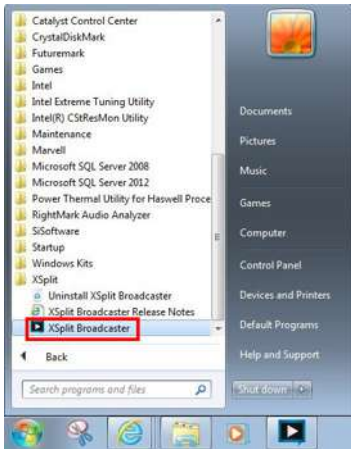 Catalyst Control Center
CrystalDiskMark
Futuremark
Games
Intel
Intel Extreme Tuning Utility
Intel(R) CStResMon Utility
Maintenance
Marvell
Microsoft SQL Server 2008
Microsoft SQL Server 2012
Power Thermal Utility for Haswell Proce
RightMark Audio Analyzer
SiSoftware
Startup
Windows Kits
XSplit
Uninstall XSplit Broadcaster
XSplit Broadcaster Release Notes
XSplit Broadcaster
Back
Search programs and files
Documents
Pictures
Music
Games
Computer
Control Panel
Devices and Printers
Default Programs
Help and Support
Shut down